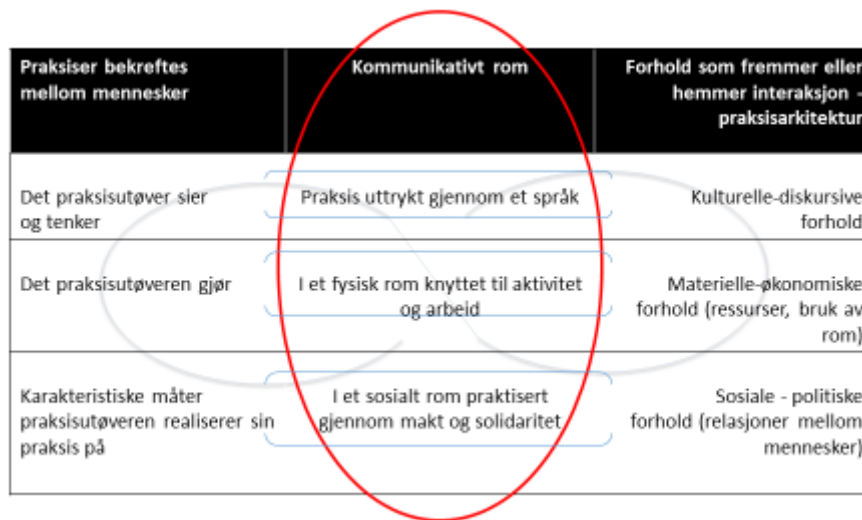 Praksiser bekreftes
mellom mennesker
Kommunikativt rom
Forhold som fremmer eller
hemmer interaksjon -
praksisarkitektur
Det praksisutøver sier
og tenker
Praksis uttrykt gjennom et språk
Kulturelle-diskursive
forhold
Det praksisutøveren gjør
I et fysisk rom knyttet til aktivitet
og arbeid
Materielle-økonomiske
forhold (ressurser, bruk av
rom)
Karakteristiske måter
praksisutøveren realiserer sin
praksis på
I et sosialt rom praktisert
gjennom makt og solidaritet
Sosiale - politiske
forhold (relasjoner mellom
mennesker)